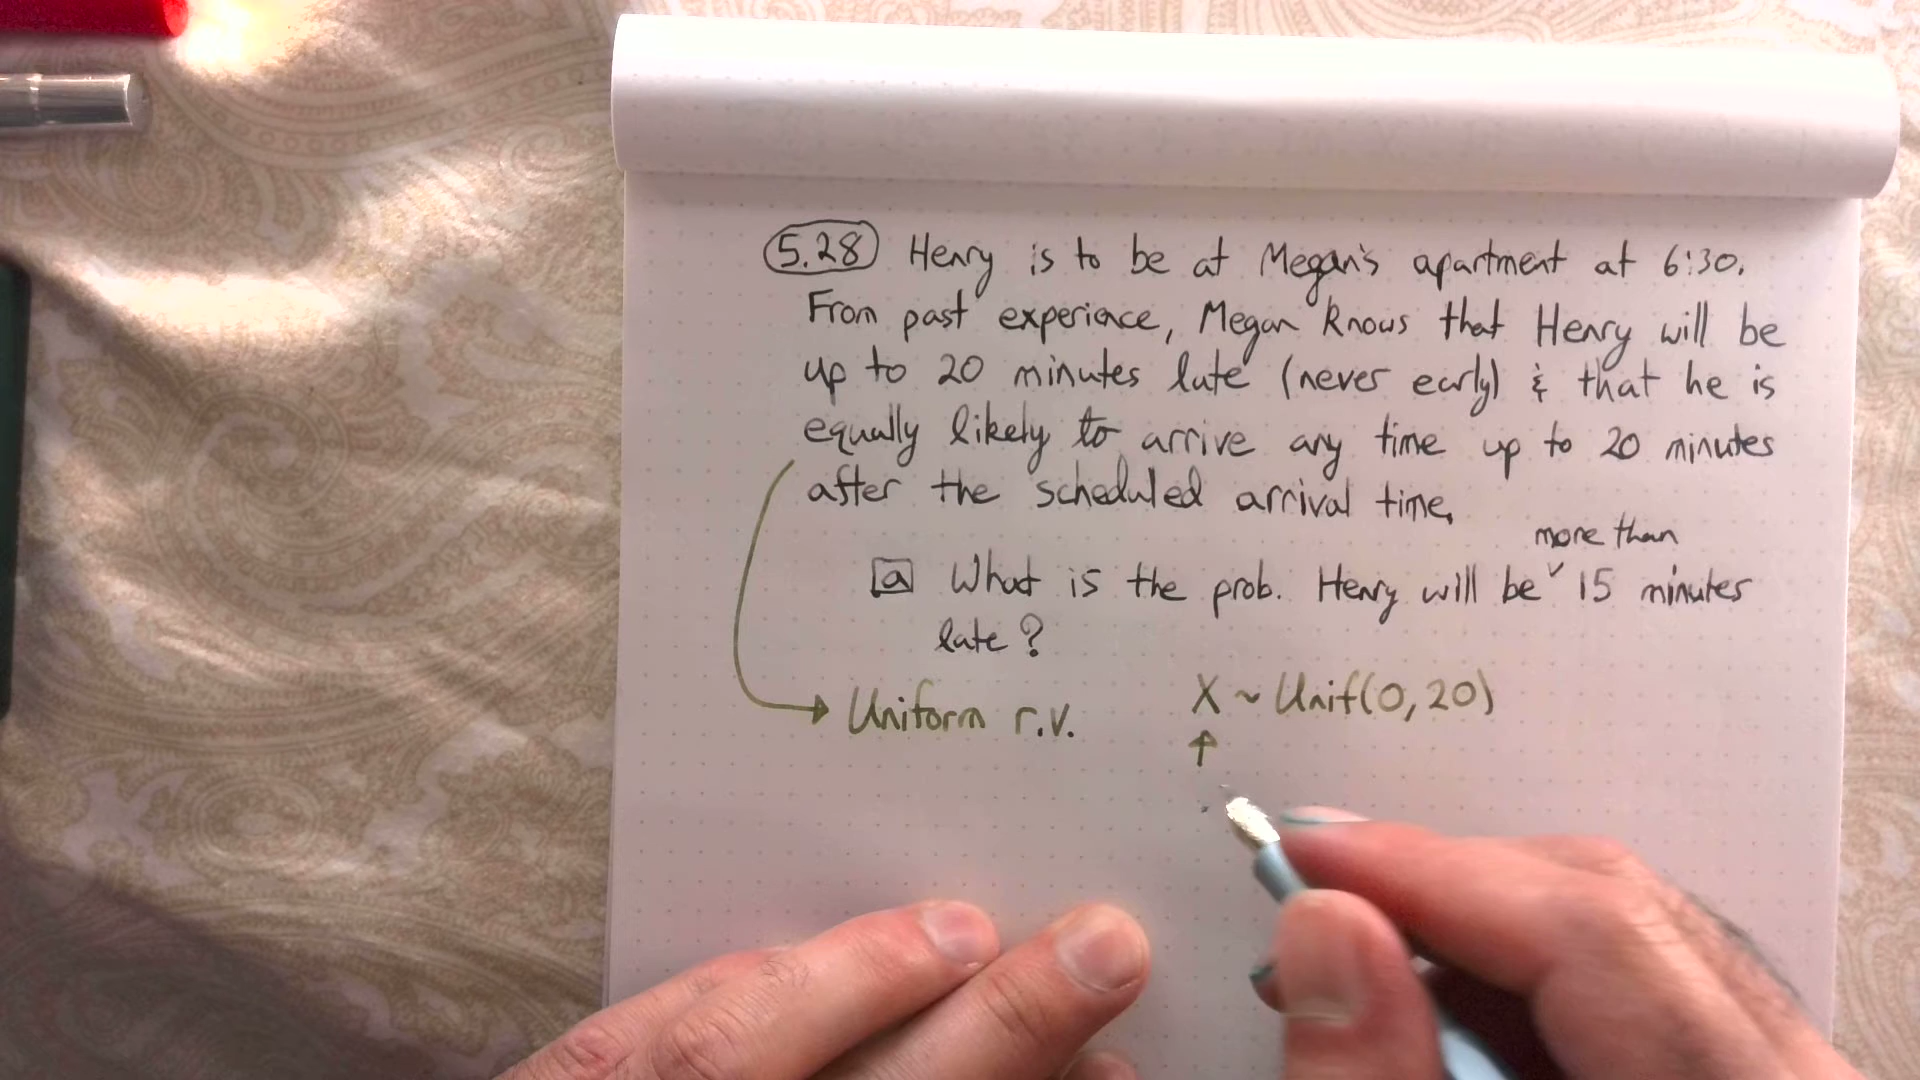 5.28 Henry is to be at Megan's apartment at 6:30.
From past experience, Megan knows that Henry will be
up to 20 minutes late (never early) & that he is
equally likely to arrive any time up to 20 minutes
after the scheduled arrival time.
more than
a What is the prob. Henry will be ˅ 15 minutes
late?
Uniform r.v. X ~ Unif(0, 20)
↑